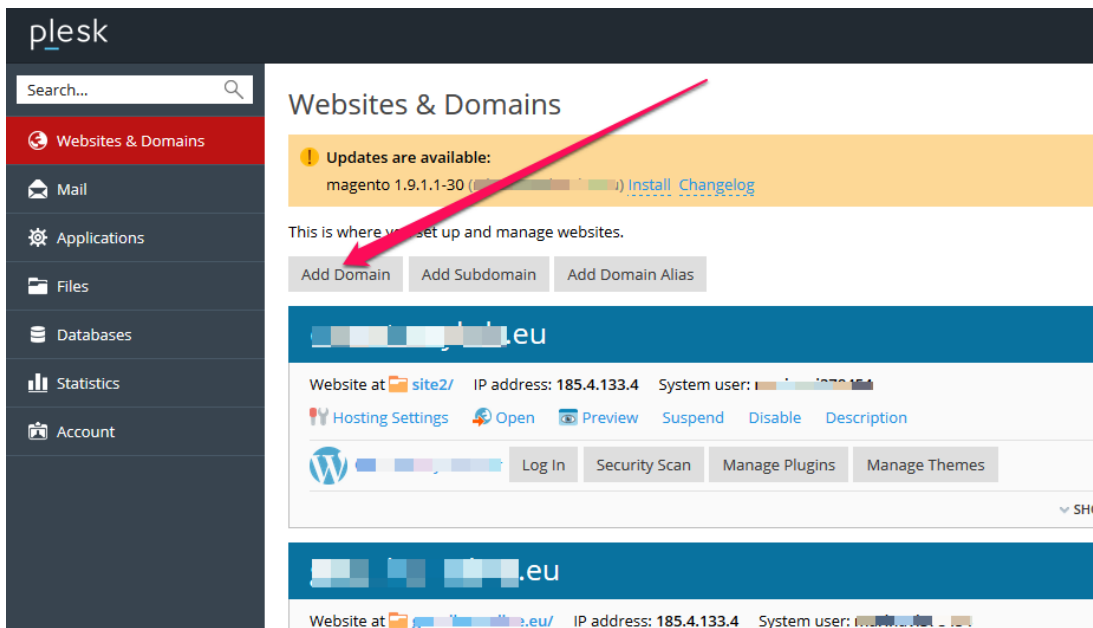 plesk
Search...
Websites & Domains
Mail
Applications
Files
Databases
Statistics
Account
Websites & Domains
Updates are available:
magento 1.9.1.1-30 ( ) Install Changelog
This is where you set up and manage websites.
Add Domain Add Subdomain Add Domain Alias
.eu
Website at site2/ IP address: 185.4.133.4 System user:
Hosting Settings Open Preview Suspend Disable Description
Log In Security Scan Manage Plugins Manage Themes
.eu
Website at .eu/ IP address: 185.4.133.4 System user: